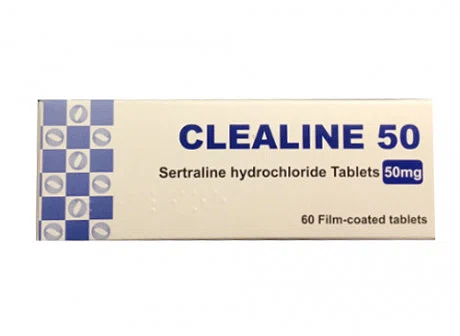 CLEALINE 50
Sertraline hydrochloride Tablets 50mg
60 Film-coated tablets